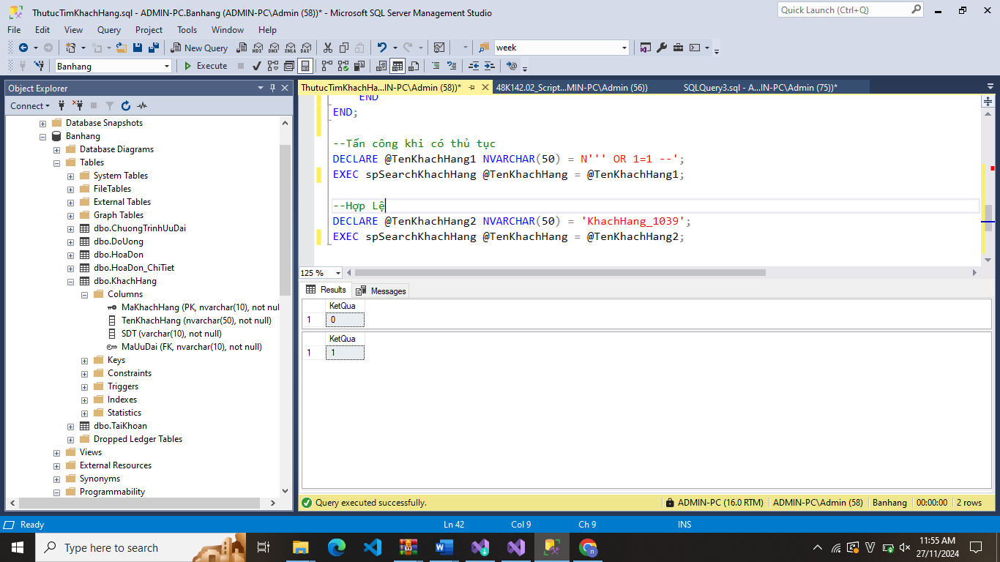 ThutucTimKhachHang.sql - ADMIN-PC.Banhang (ADMIN-PC\Admin (58))* - Microsoft SQL Server Management Studio
Quick Launch (Ctrl+Q)
File Edit View Query Project Tools Window Help
New Query
MDX DMX XMLA DAX
week
Banhang
Execute
Object Explorer
Connect
Database Snapshots
Banhang
Database Diagrams
Tables
System Tables
FileTables
External Tables
Graph Tables
dbo.ChuongTrinhUuDai
dbo.DoUong
dbo.HoaDon
dbo.HoaDon_ChiTiet
dbo.KhachHang
Columns
MaKhachHang (PK, nvarchar(10), not nul
TenKhachHang (nvarchar(50), not null)
SDT (varchar(10), not null)
MaUuDai (FK, nvarchar(10), not null)
Keys
Constraints
Triggers
Indexes
Statistics
dbo.TaiKhoan
Dropped Ledger Tables
Views
External Resources
Synonyms
Programmability
ThutucTimKhachHa...IN-PC\Admin (58))*
48K142.02_Script...MIN-PC\Admin (56))
SQLQuery3.sql - A...IN-PC\Admin (75))*
END
END;
--Tấn công khi có thủ tục
DECLARE @TenKhachHang1 NVARCHAR(50) = N''' OR 1=1 --';
EXEC spSearchKhachHang @TenKhachHang = @TenKhachHang1;
--Hợp Lệ
DECLARE @TenKhachHang2 NVARCHAR(50) = 'KhachHang_1039';
EXEC spSearchKhachHang @TenKhachHang = @TenKhachHang2;
125 %
Results Messages
KetQua
1 0
KetQua
1 1
Query executed successfully.
ADMIN-PC (16.0 RTM) ADMIN-PC\Admin (58) Banhang 00:00:00 2 rows
Ready Ln 42 Col 9 Ch 9 INS
Type here to search
11:55 AM
27/11/2024